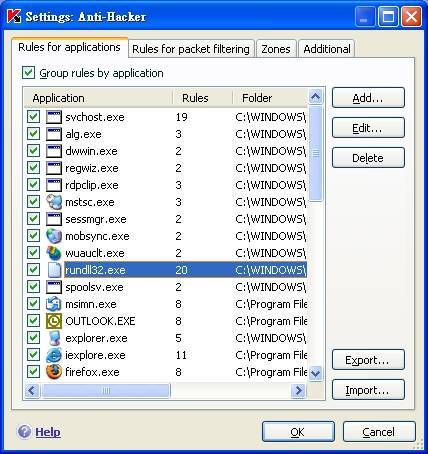 Settings: Anti-Hacker
Rules for applications Rules for packet filtering Zones Additional
Group rules by application
Application Rules Folder
svchost.exe 19 C:\WINDOWS\
alg.exe 3 C:\WINDOWS\
dwwin.exe 2 C:\WINDOWS\
regwiz.exe 2 C:\WINDOWS\
rdpclip.exe 3 C:\WINDOWS\
mstsc.exe 3 C:\WINDOWS\
sessmgr.exe 2 C:\WINDOWS\
mobsync.exe 2 C:\WINDOWS\
wuauclt.exe 2 C:\WINDOWS\
rundll32.exe 20 C:\WINDOWS\
spoolsv.exe 2 C:\WINDOWS\
msimn.exe 8 C:\Program File
OUTLOOK.EXE 8 C:\Program File
explorer.exe 5 C:\WINDOWS\
iexplore.exe 11 C:\Program File
firefox.exe 8 C:\Program File
Add...
Edit...
Delete
Export...
Import...
Help OK Cancel